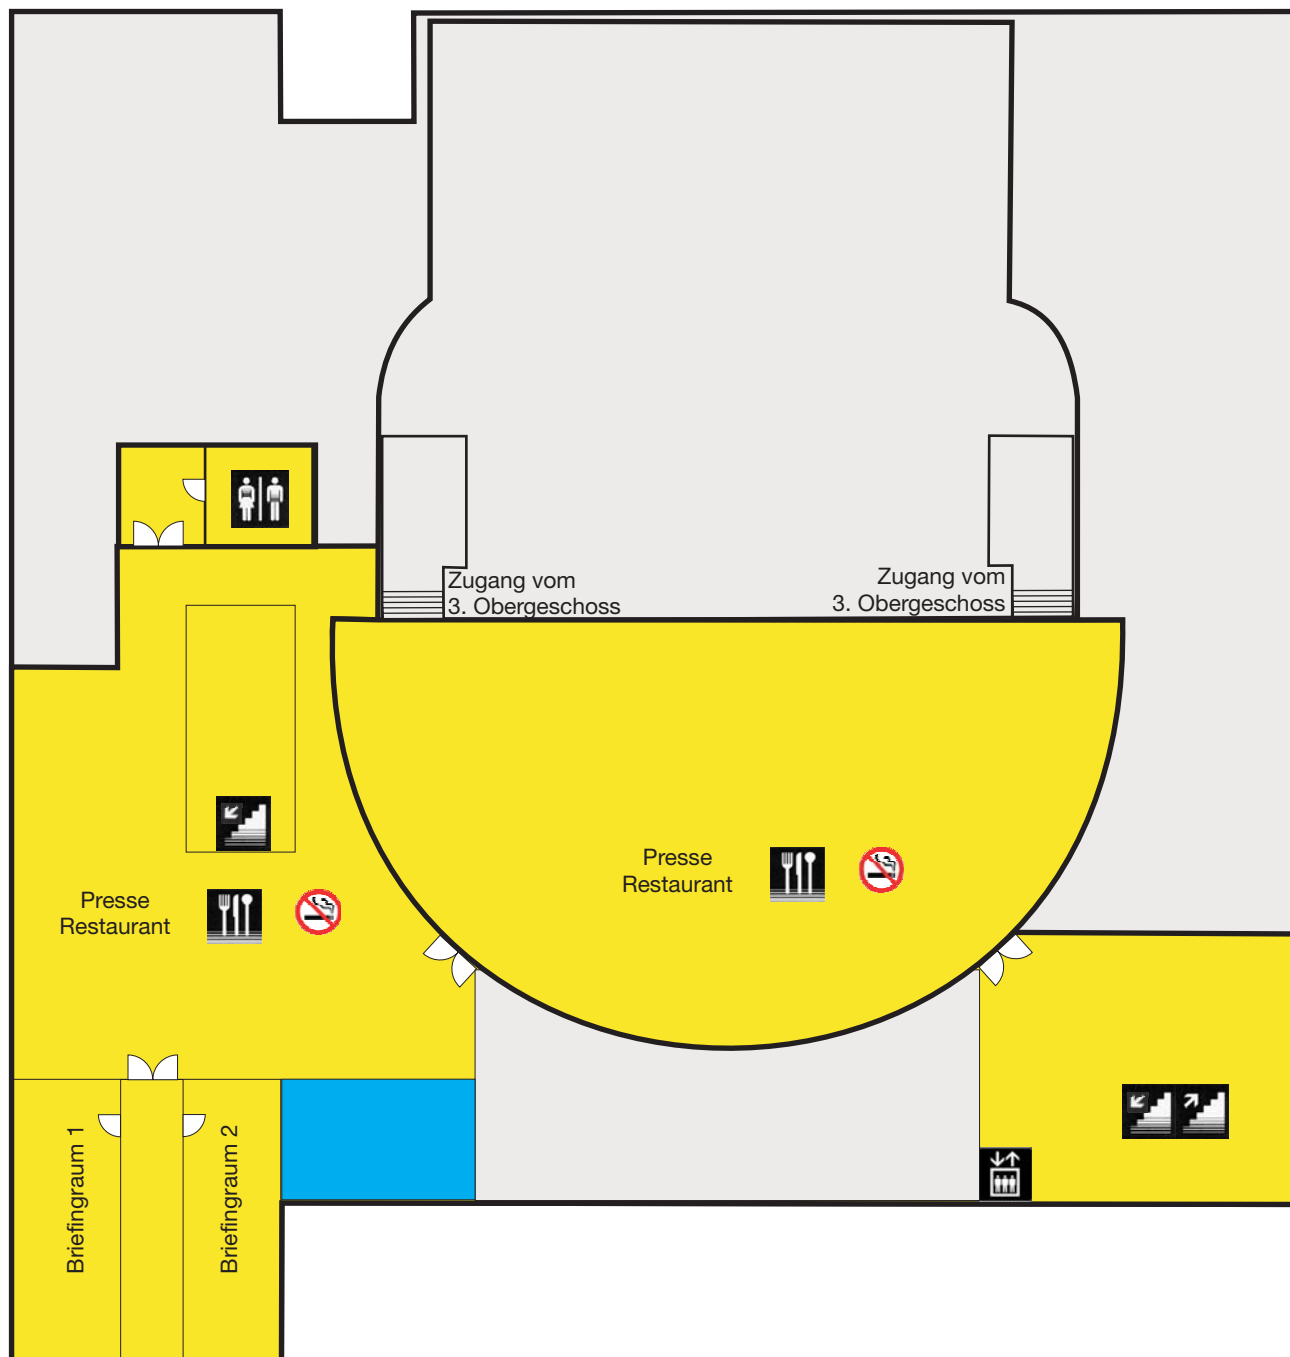 Zugang vom
3. Obergeschoss
Zugang vom
3. Obergeschoss
Presse
Restaurant
Presse
Restaurant
Briefingraum 1
Briefingraum 2